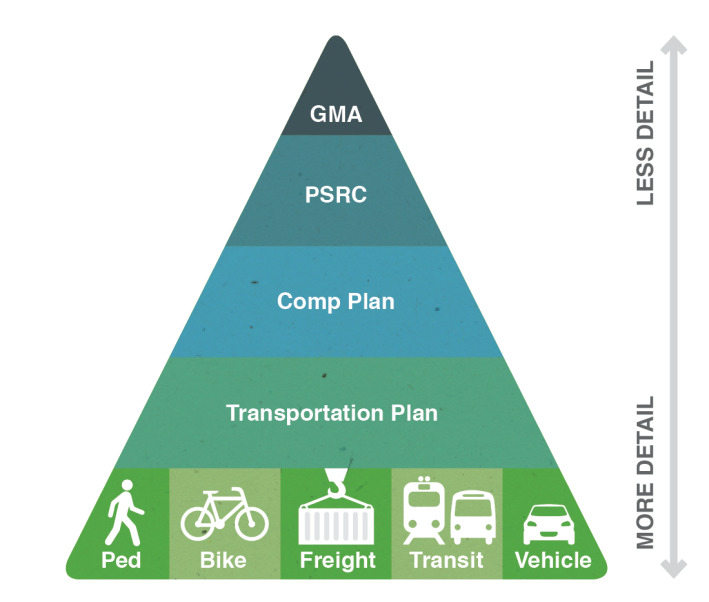 GMA
PSRC
Comp Plan
Transportation Plan
Ped
Bike
Freight
Transit
Vehicle
LESS DETAIL
MORE DETAIL